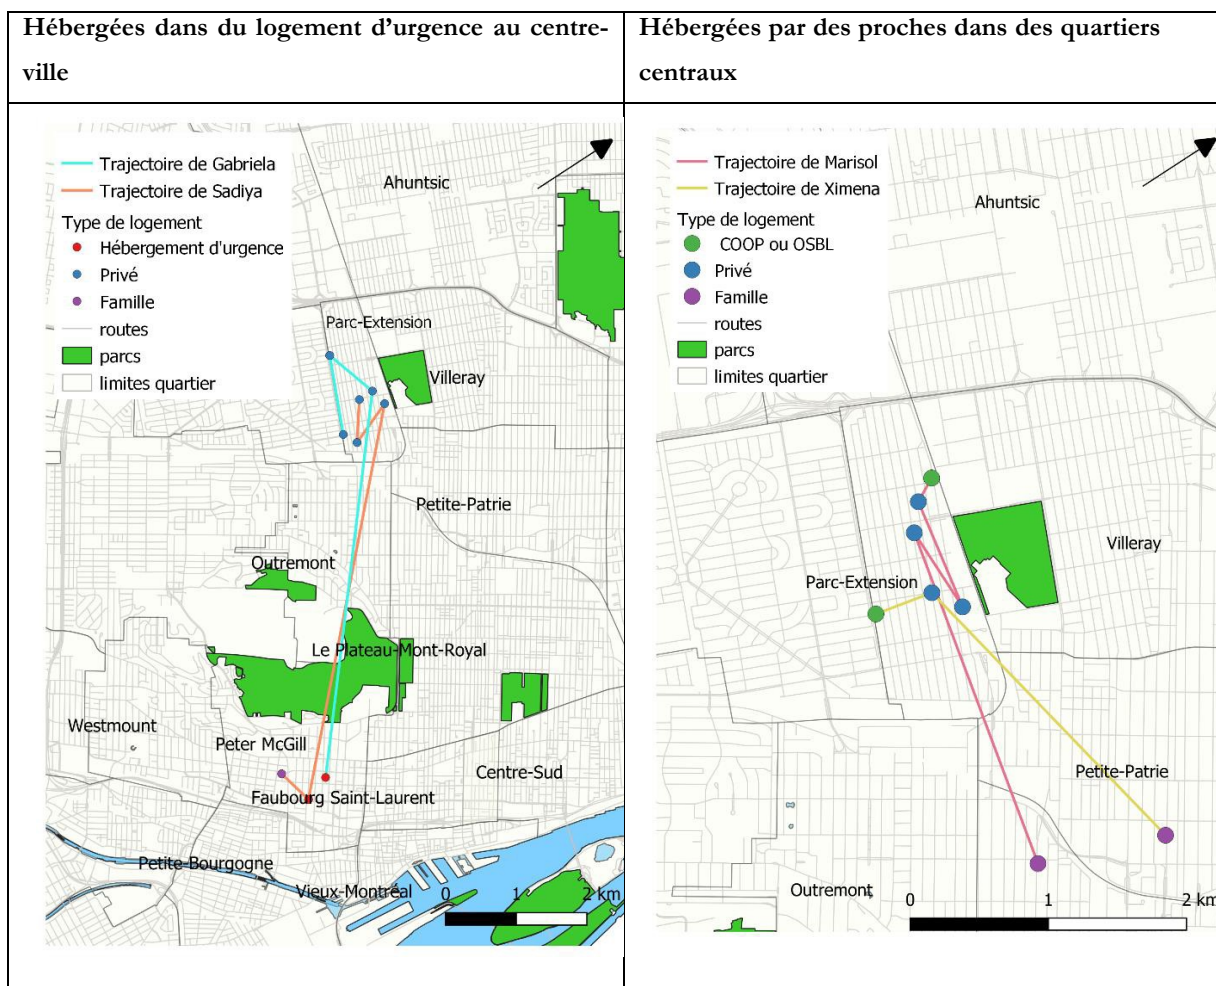 Hébergées dans du logement d’urgence au centre-
ville
Hébergées par des proches dans des quartiers
centraux
Trajectoire de Gabriela
Trajectoire de Sadiya
Type de logement
Hébergement d'urgence
Privé
Famille
routes
parcs
limites quartier
Ahuntsic
Parc-Extension
Villeray
Petite-Patrie
Outremont
Le Plateau-Mont-Royal
Westmount
Peter McGill
Centre-Sud
Faubourg Saint-Laurent
Petite-Bourgogne
Vieux-Montréal
0 1 2 km
Trajectoire de Marisol
Trajectoire de Ximena
Type de logement
COOP ou OSBL
Privé
Famille
routes
parcs
limites quartier
Ahuntsic
Villeray
Parc-Extension
Petite-Patrie
Outremont
0 1 2 km